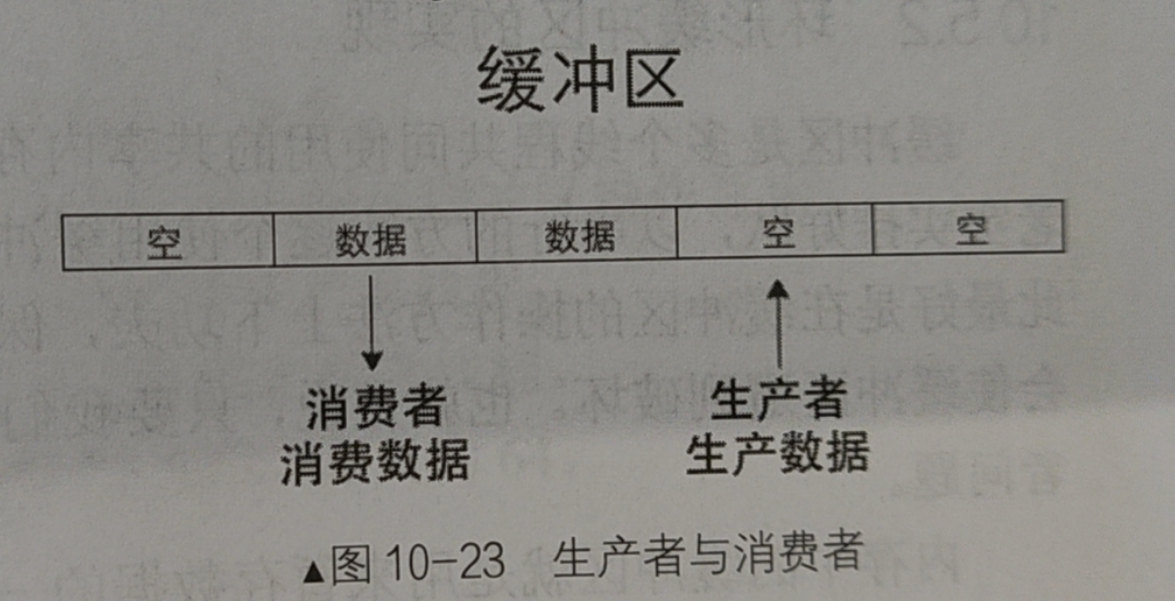 缓冲区
空 数据 数据 空 空
消费者 生产者
消费数据 生产数据
▲图 10-23 生产者与消费者